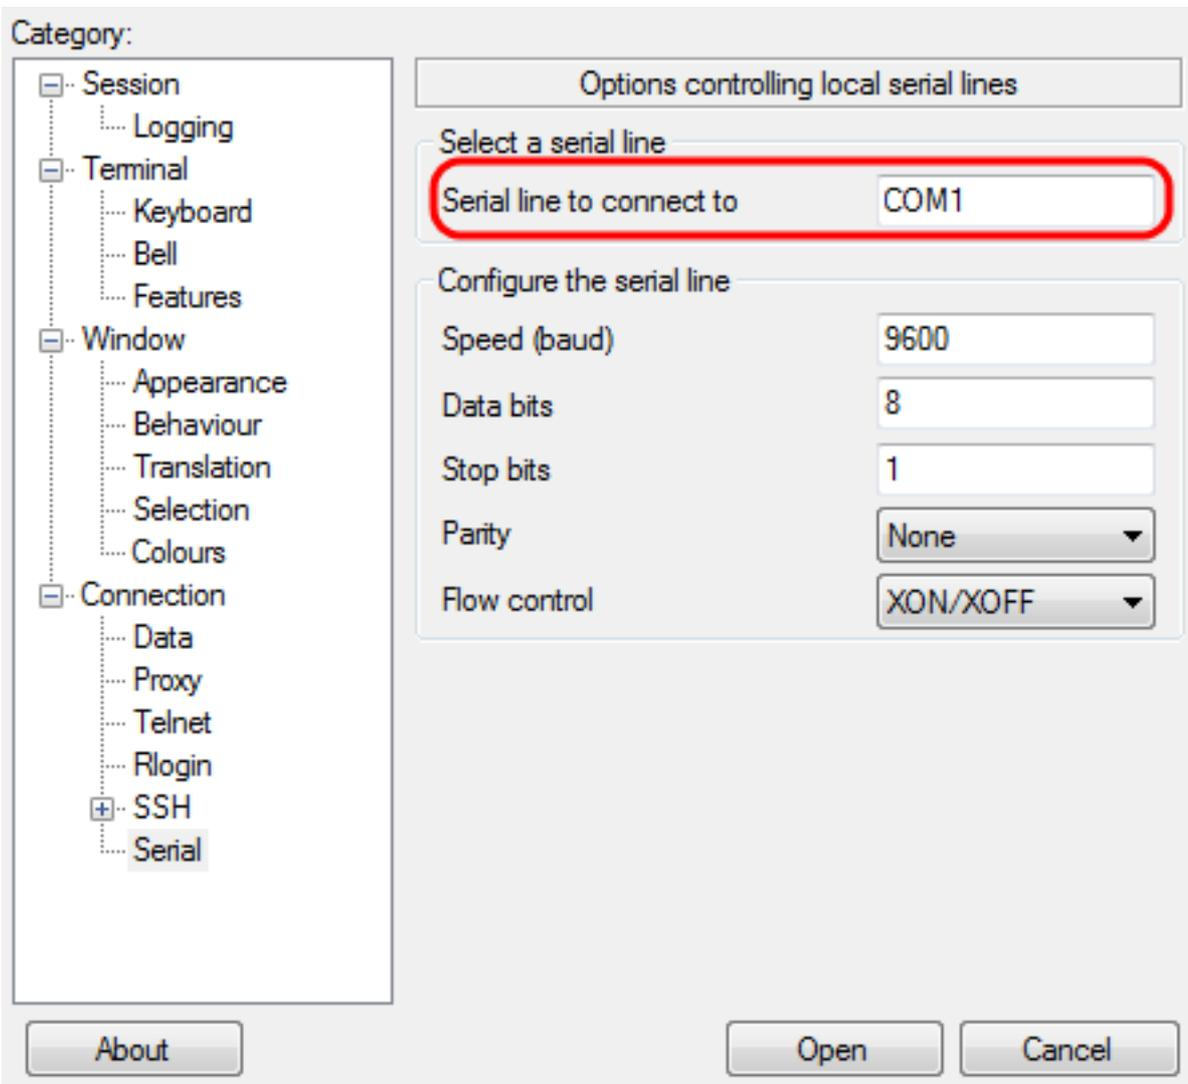 Category:
Session
Logging
Terminal
Keyboard
Bell
Features
Window
Appearance
Behaviour
Translation
Selection
Colours
Connection
Data
Proxy
Telnet
Rlogin
SSH
Serial
Options controlling local serial lines
Select a serial line
Serial line to connect to COM1
Configure the serial line
Speed (baud) 9600
Data bits 8
Stop bits 1
Parity None
Flow control XON/XOFF
About Open Cancel